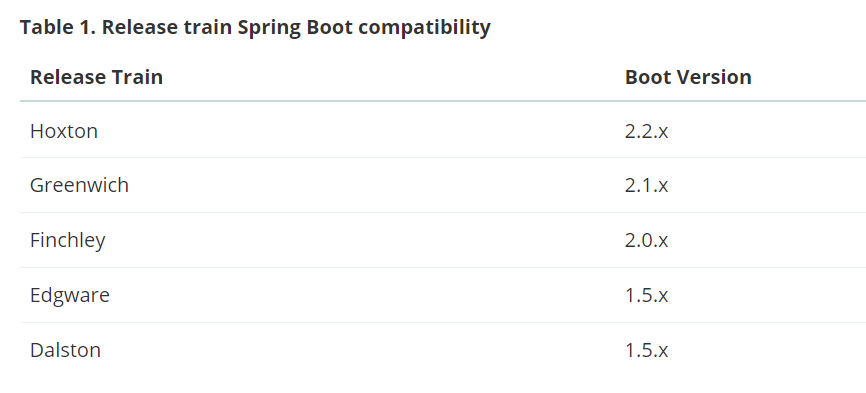 Table 1. Release train Spring Boot compatibility
Release Train Boot Version
Hoxton 2.2.x
Greenwich 2.1.x
Finchley 2.0.x
Edgware 1.5.x
Dalston 1.5.x